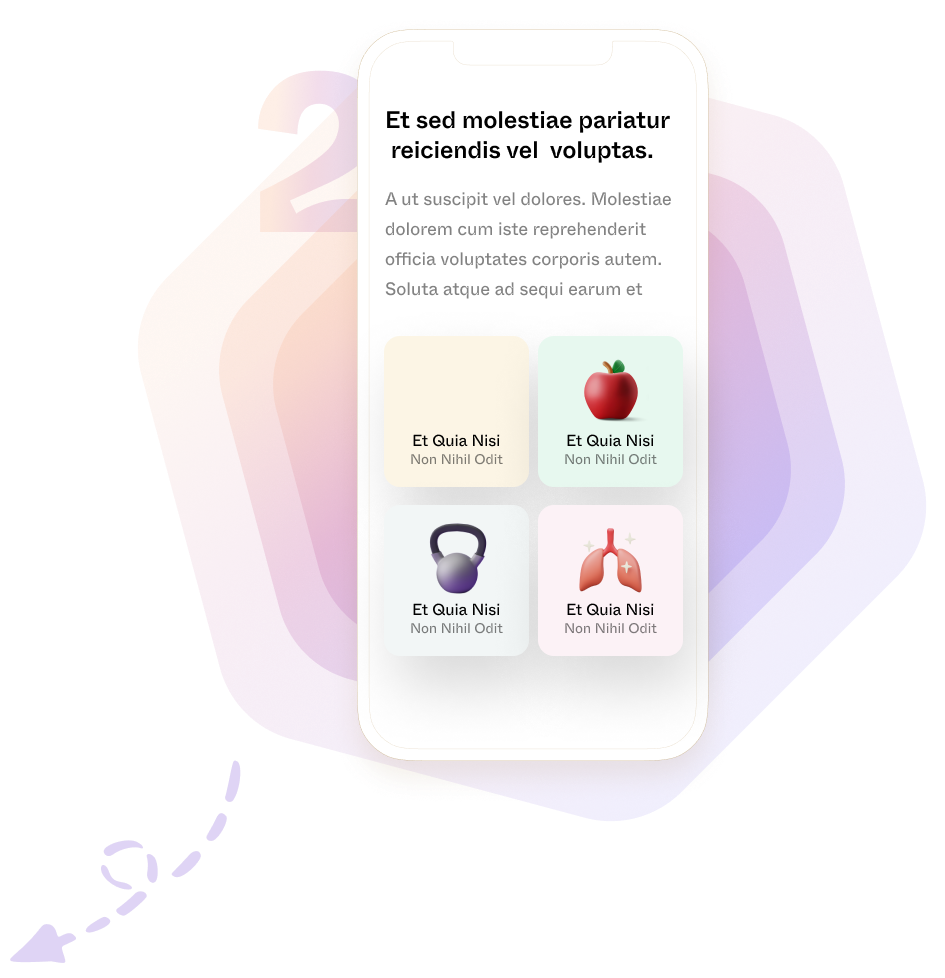 2
Et sed molestiae pariatur
reiciendis vel voluptas.
A ut suscipit vel dolores. Molestiae
dolorem cum iste reprehenderit
officia voluptates corporis autem.
Soluta atque ad sequi earum et
Et Quia Nisi
Non Nihil Odit
Et Quia Nisi
Non Nihil Odit
Et Quia Nisi
Non Nihil Odit
Et Quia Nisi
Non Nihil Odit